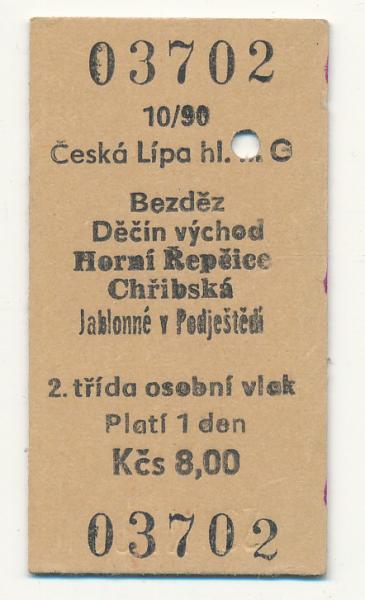 03702
10/90
Česká Lípa hl. n. G
Bezděz
Děčín východ
Horní Řepčice
Chřibská
Jablonné v Podještědí
2. třída osobní vlak
Platí 1 den
Kčs 8,00
03702